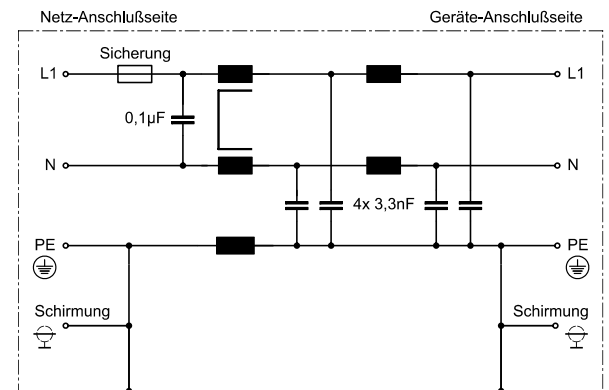 Netz-Anschlußseite Geräte-Anschlußseite
Sicherung
L1 L1
0,1µF
N N
4x 3,3nF
PE PE
Schirmung Schirmung